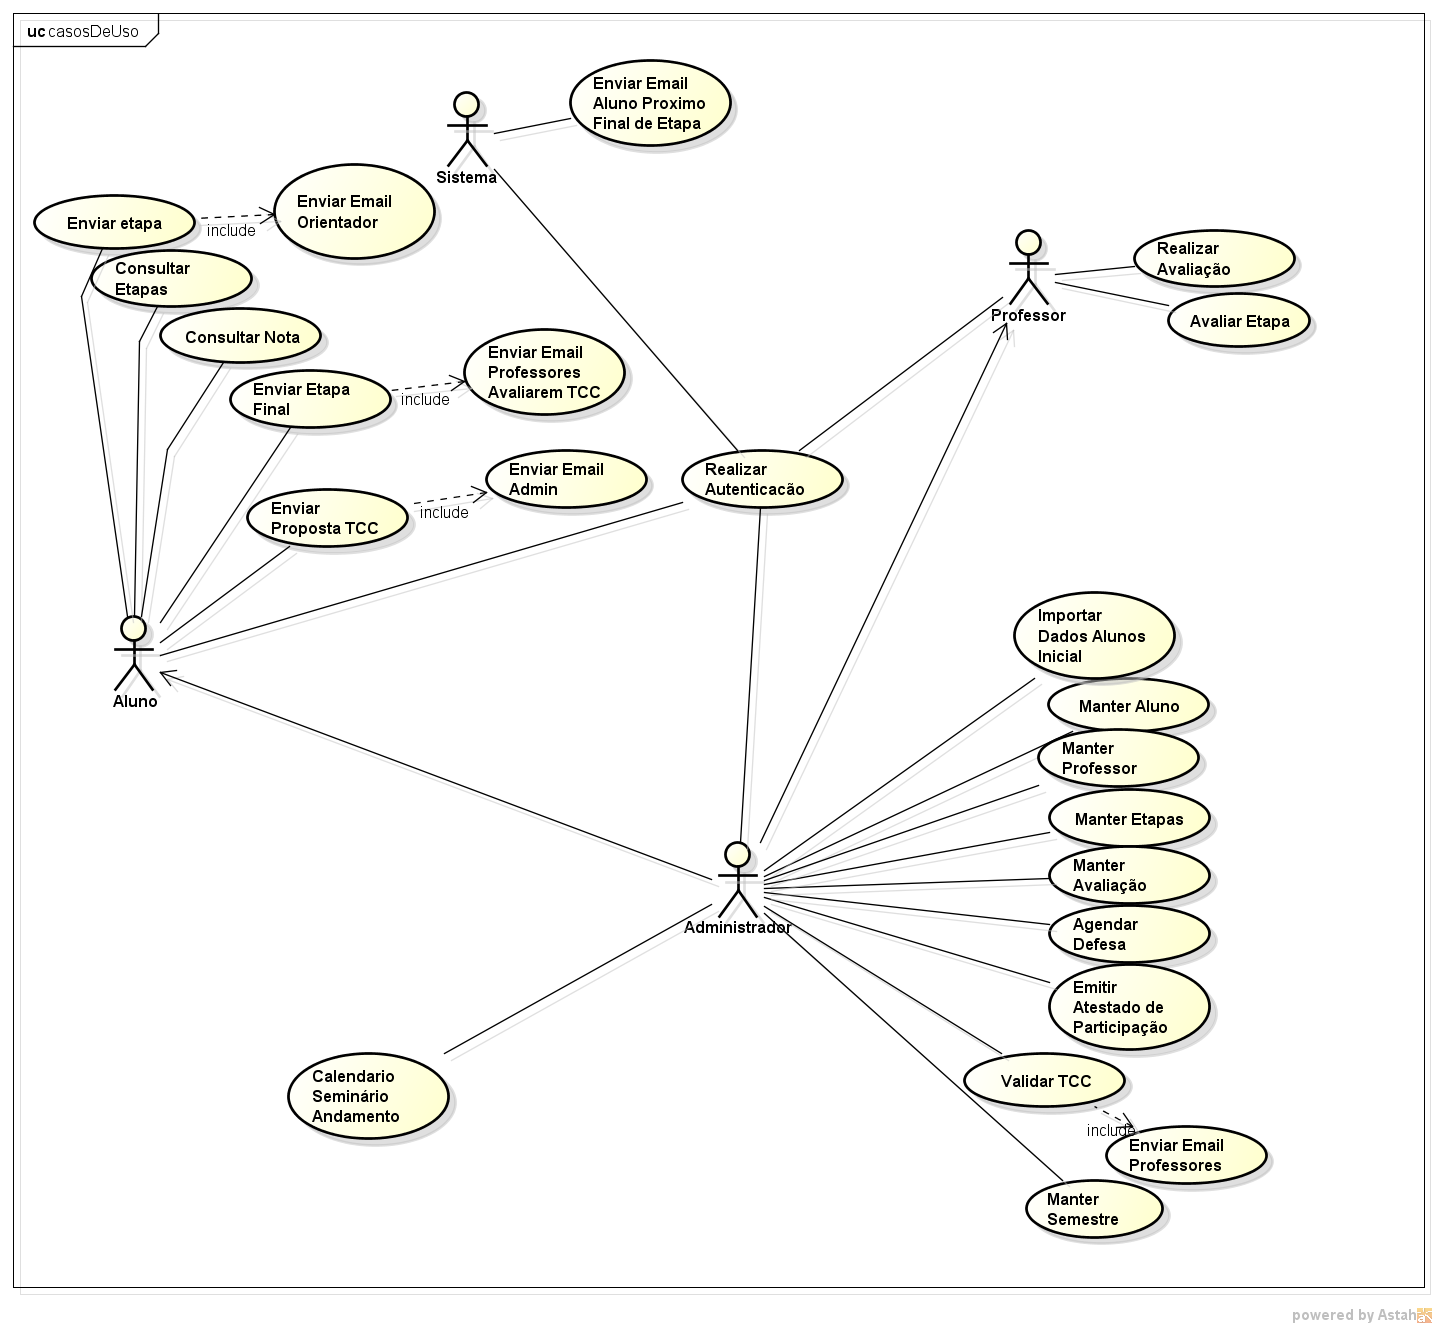 uc casosDeUso
Enviar Email
Aluno Proximo
Final de Etapa
Sistema
Enviar Email
Orientador
Enviar etapa
include
Consultar
Etapas
Consultar Nota
Enviar Etapa
Final
Enviar Email
Professores
Avaliarem TCC
include
Enviar
Proposta TCC
Enviar Email
Admin
include
Realizar
Autenticacão
Professor
Realizar
Avaliação
Avaliar Etapa
Aluno
Administrador
Importar
Dados Alunos
Inicial
Manter Aluno
Manter
Professor
Manter Etapas
Manter
Avaliação
Agendar
Defesa
Emitir
Atestado de
Participação
Validar TCC
include
Enviar Email
Professores
Manter
Semestre
Calendario
Seminário
Andamento
powered by Astah